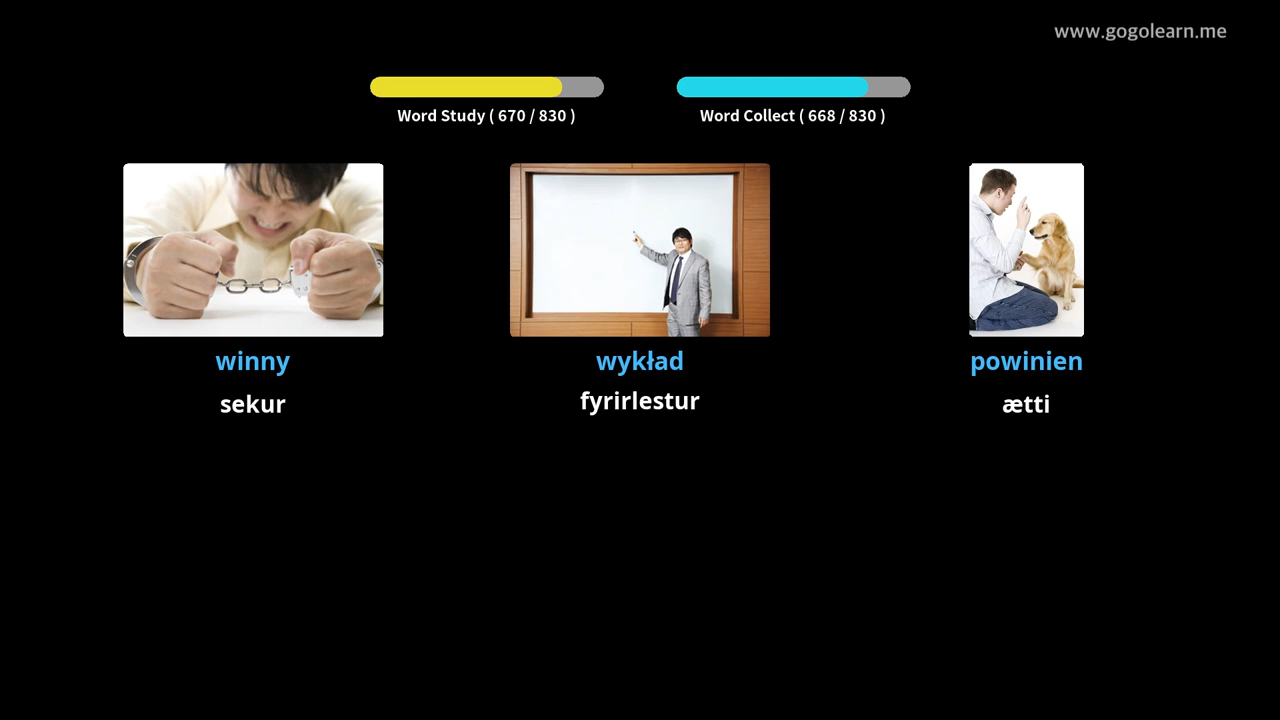 www.gogolearn.me
Word Study ( 670 / 830 )
Word Collect ( 668 / 830 )
winny
sekur
wykład
fyrirlestur
powinien
ætti